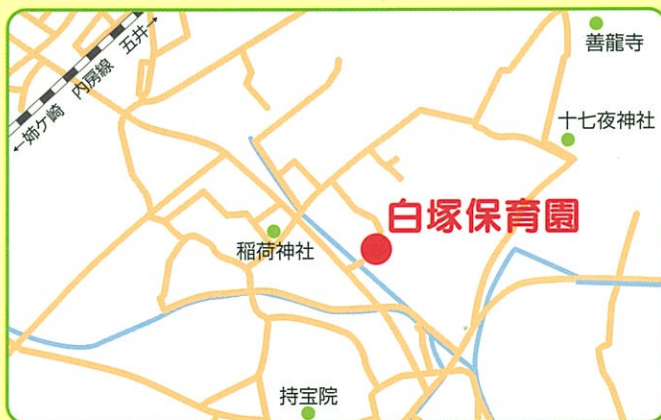 善龍寺
五井→
内房線
←姉ケ崎
十七夜神社
白塚保育園
稲荷神社
持宝院